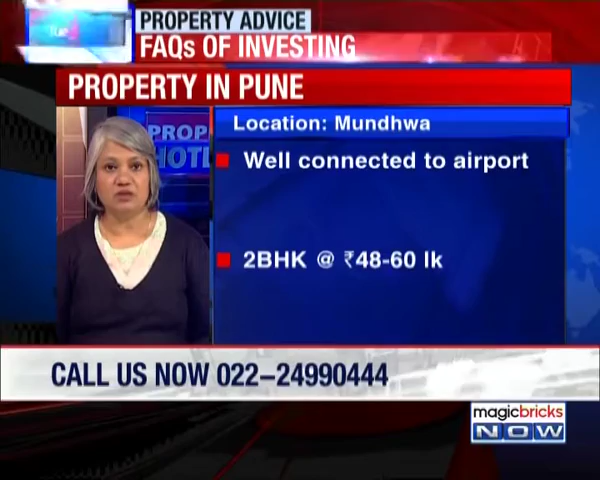 PROPERTY ADVICE
FAQs OF INVESTING
PROPERTY IN PUNE
Location: Mundhwa
Well connected to airport
2BHK @ ₹48-60 lk
CALL US NOW 022–24990444
magicbricks
NOW